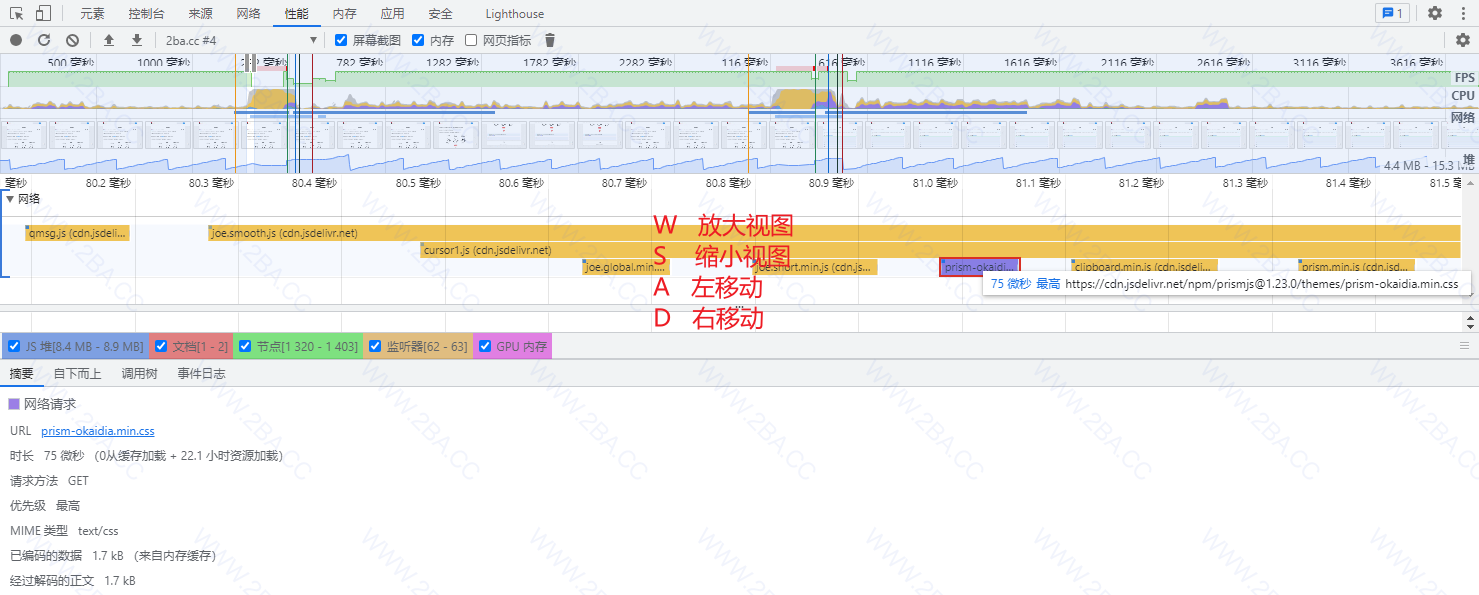 元素 控制台 来源 网络 性能 内存 应用 安全 Lighthouse 1
2ba.cc #4 屏幕截图 内存 网页指标
500 毫秒 1000 毫秒 782 毫秒 1282 毫秒 1782 毫秒 2282 毫秒 116 毫秒 616 毫秒 1116 毫秒 1616 毫秒 2116 毫秒 2616 毫秒 3116 毫秒 3616 毫秒
FPS
CPU
网络
堆
4.4 MB - 15.3 MB
毫秒 80.2 毫秒 80.3 毫秒 80.4 毫秒 80.5 毫秒 80.6 毫秒 80.7 毫秒 80.8 毫秒 80.9 毫秒 81.0 毫秒 81.1 毫秒 81.2 毫秒 81.3 毫秒 81.4 毫秒 81.5
网络
W 放大视图
qmsg.js (cdn.jsdeli... joe.smooth.js (cdn.jsdelivr.net)
cursor1.js (cdn.jsdelivr.net)
S 缩小视图
joe.global.min.... joe.short.min.js (cdn.js... prism-okaidi... clipboard.min.js (cdn.jsdeli... prism.min.js (cdn.jsd...
75 微秒 最高 https://cdn.jsdelivr.net/npm/prismjs@1.23.0/themes/prism-okaidia.min.css
A 左移动
D 右移动
JS 堆[8.4 MB - 8.9 MB] 文档[1 - 2] 节点[1 320 - 1 403] 监听器[62 - 63] GPU 内存
摘要 自下而上 调用树 事件日志
网络请求
URL prism-okaidia.min.css
时长 75 微秒 (0从缓存加载 + 22.1 小时资源加载)
请求方法 GET
优先级 最高
MIME 类型 text/css
已编码的数据 1.7 kB (来自内存缓存)
经过解码的正文 1.7 kB
WWW.2BA.CC